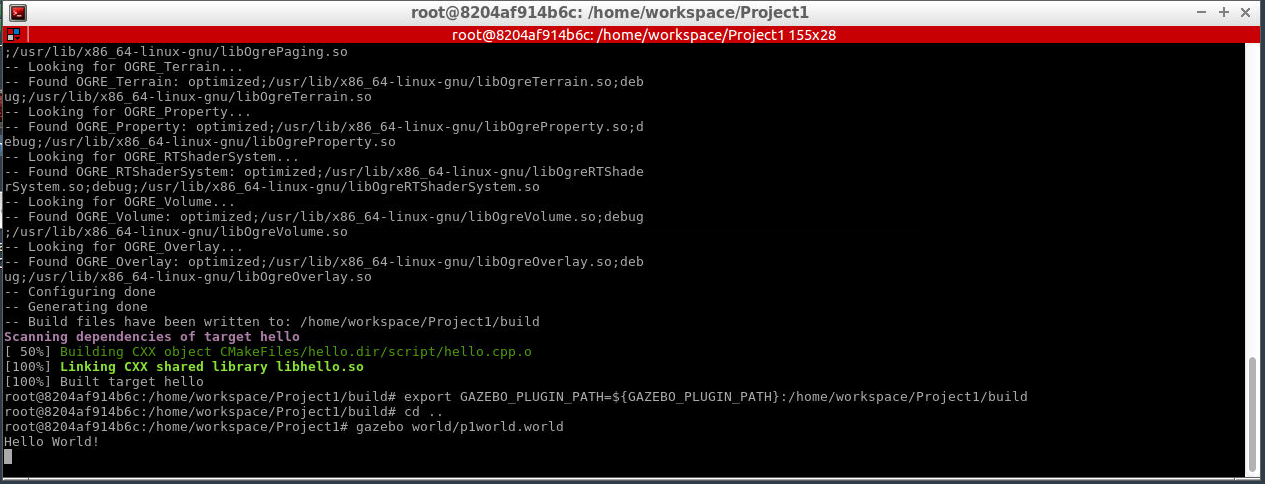 root@8204af914b6c: /home/workspace/Project1
root@8204af914b6c: /home/workspace/Project1 155x28
;/usr/lib/x86_64-linux-gnu/libOgrePaging.so
-- Looking for OGRE_Terrain...
-- Found OGRE_Terrain: optimized;/usr/lib/x86_64-linux-gnu/libOgreTerrain.so;deb
ug;/usr/lib/x86_64-linux-gnu/libOgreTerrain.so
-- Looking for OGRE_Property...
-- Found OGRE_Property: optimized;/usr/lib/x86_64-linux-gnu/libOgreProperty.so;d
ebug;/usr/lib/x86_64-linux-gnu/libOgreProperty.so
-- Looking for OGRE_RTShaderSystem...
-- Found OGRE_RTShaderSystem: optimized;/usr/lib/x86_64-linux-gnu/libOgreRTShade
rSystem.so;debug;/usr/lib/x86_64-linux-gnu/libOgreRTShaderSystem.so
-- Looking for OGRE_Volume...
-- Found OGRE_Volume: optimized;/usr/lib/x86_64-linux-gnu/libOgreVolume.so;debug
;/usr/lib/x86_64-linux-gnu/libOgreVolume.so
-- Looking for OGRE_Overlay...
-- Found OGRE_Overlay: optimized;/usr/lib/x86_64-linux-gnu/libOgreOverlay.so;deb
ug;/usr/lib/x86_64-linux-gnu/libOgreOverlay.so
-- Configuring done
-- Generating done
-- Build files have been written to: /home/workspace/Project1/build
Scanning dependencies of target hello
[ 50%] Building CXX object CMakeFiles/hello.dir/script/hello.cpp.o
[100%] Linking CXX shared library libhello.so
[100%] Built target hello
root@8204af914b6c:/home/workspace/Project1/build# export GAZEBO_PLUGIN_PATH=${GAZEBO_PLUGIN_PATH}:/home/workspace/Project1/build
root@8204af914b6c:/home/workspace/Project1/build# cd ..
root@8204af914b6c:/home/workspace/Project1# gazebo world/p1world.world
Hello World!